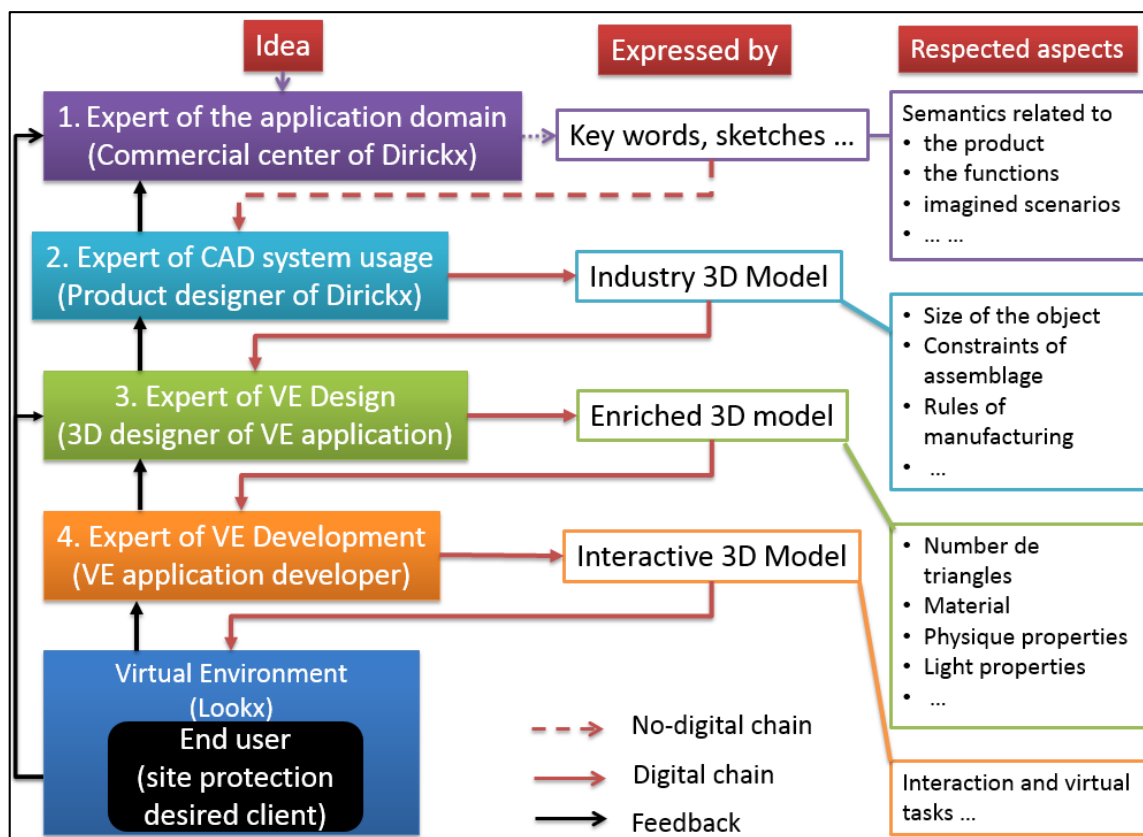 Idea
Expressed by
Respected aspects
1. Expert of the application domain
(Commercial center of Dirickx)
Key words, sketches ...
Semantics related to
• the product
• the functions
• imagined scenarios
• ... ...
2. Expert of CAD system usage
(Product designer of Dirickx)
Industry 3D Model
• Size of the object
• Constraints of
assemblage
• Rules of
manufacturing
• ...
3. Expert of VE Design
(3D designer of VE application)
Enriched 3D model
• Number de
triangles
• Material
• Physique properties
• Light properties
• ...
4. Expert of VE Development
(VE application developer)
Interactive 3D Model
Interaction and virtual
tasks ...
Virtual Environment
(Lookx)
End user
(site protection
desired client)
No-digital chain
Digital chain
Feedback